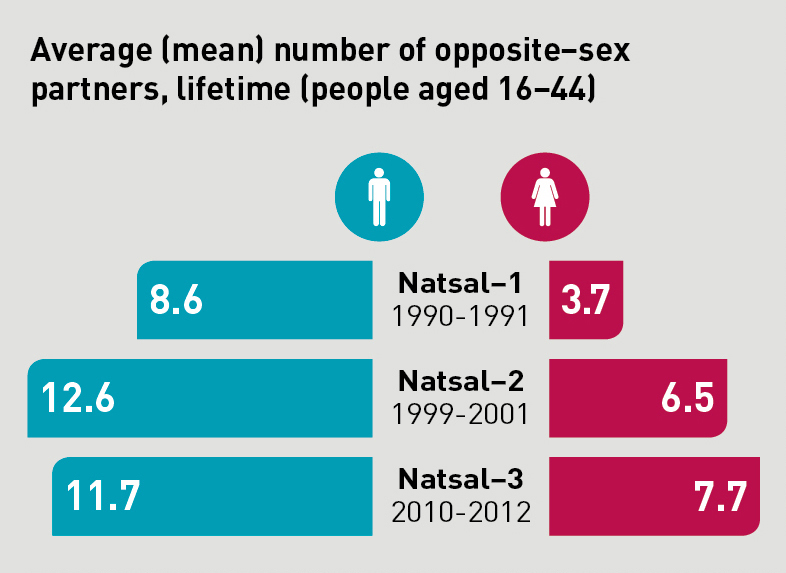 Average (mean) number of opposite–sex
partners, lifetime (people aged 16–44)
8.6
Natsal–1
1990-1991
3.7
12.6
Natsal–2
1999-2001
6.5
11.7
Natsal–3
2010-2012
7.7